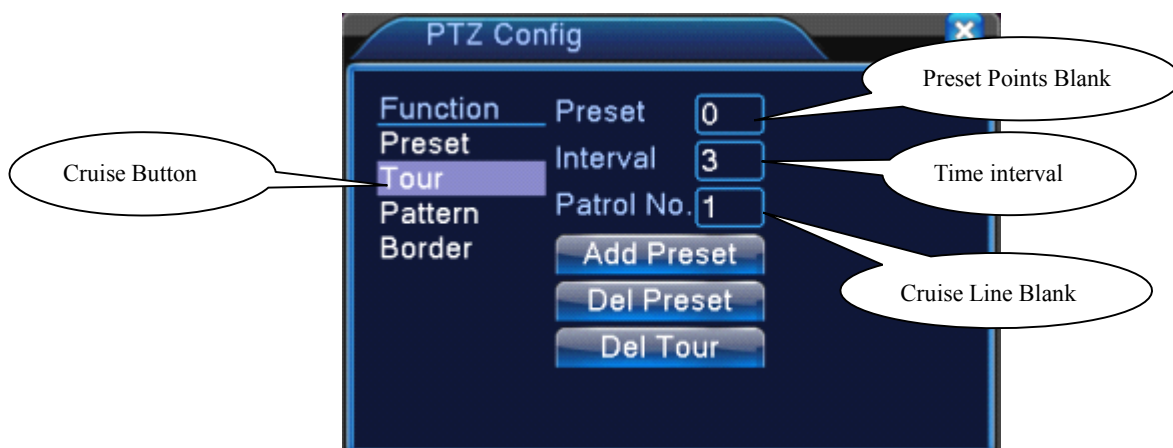 PTZ Config
Function
Preset
Tour
Pattern
Border
Preset 0
Interval 3
Patrol No. 1
Add Preset
Del Preset
Del Tour
Cruise Button
Preset Points Blank
Time interval
Cruise Line Blank